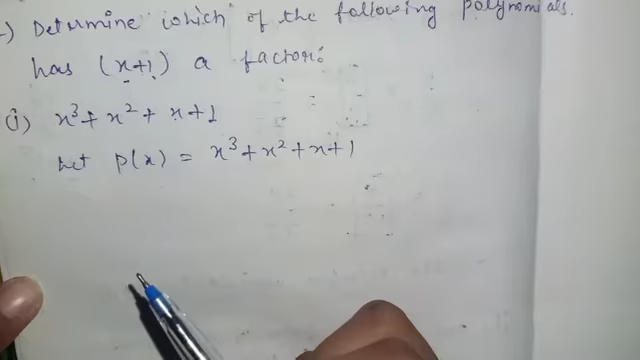 ) Determine which of the following polynomials.
has (x+1) a factor:
(i) x³ + x² + x + 1
Let p(x) = x³ + x² + x + 1